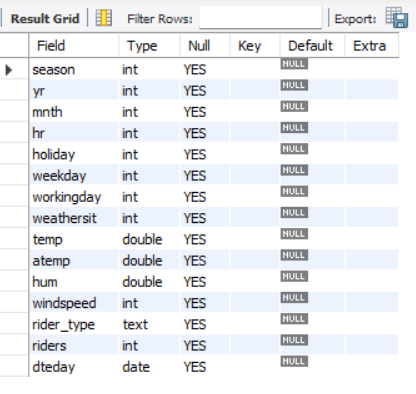 Result Grid Filter Rows: Export:
Field Type Null Key Default Extra
season int YES NULL
yr int YES NULL
mnth int YES NULL
hr int YES NULL
holiday int YES NULL
weekday int YES NULL
workingday int YES NULL
weathersit int YES NULL
temp double YES NULL
atemp double YES NULL
hum double YES NULL
windspeed int YES NULL
rider_type text YES NULL
riders int YES NULL
dteday date YES NULL